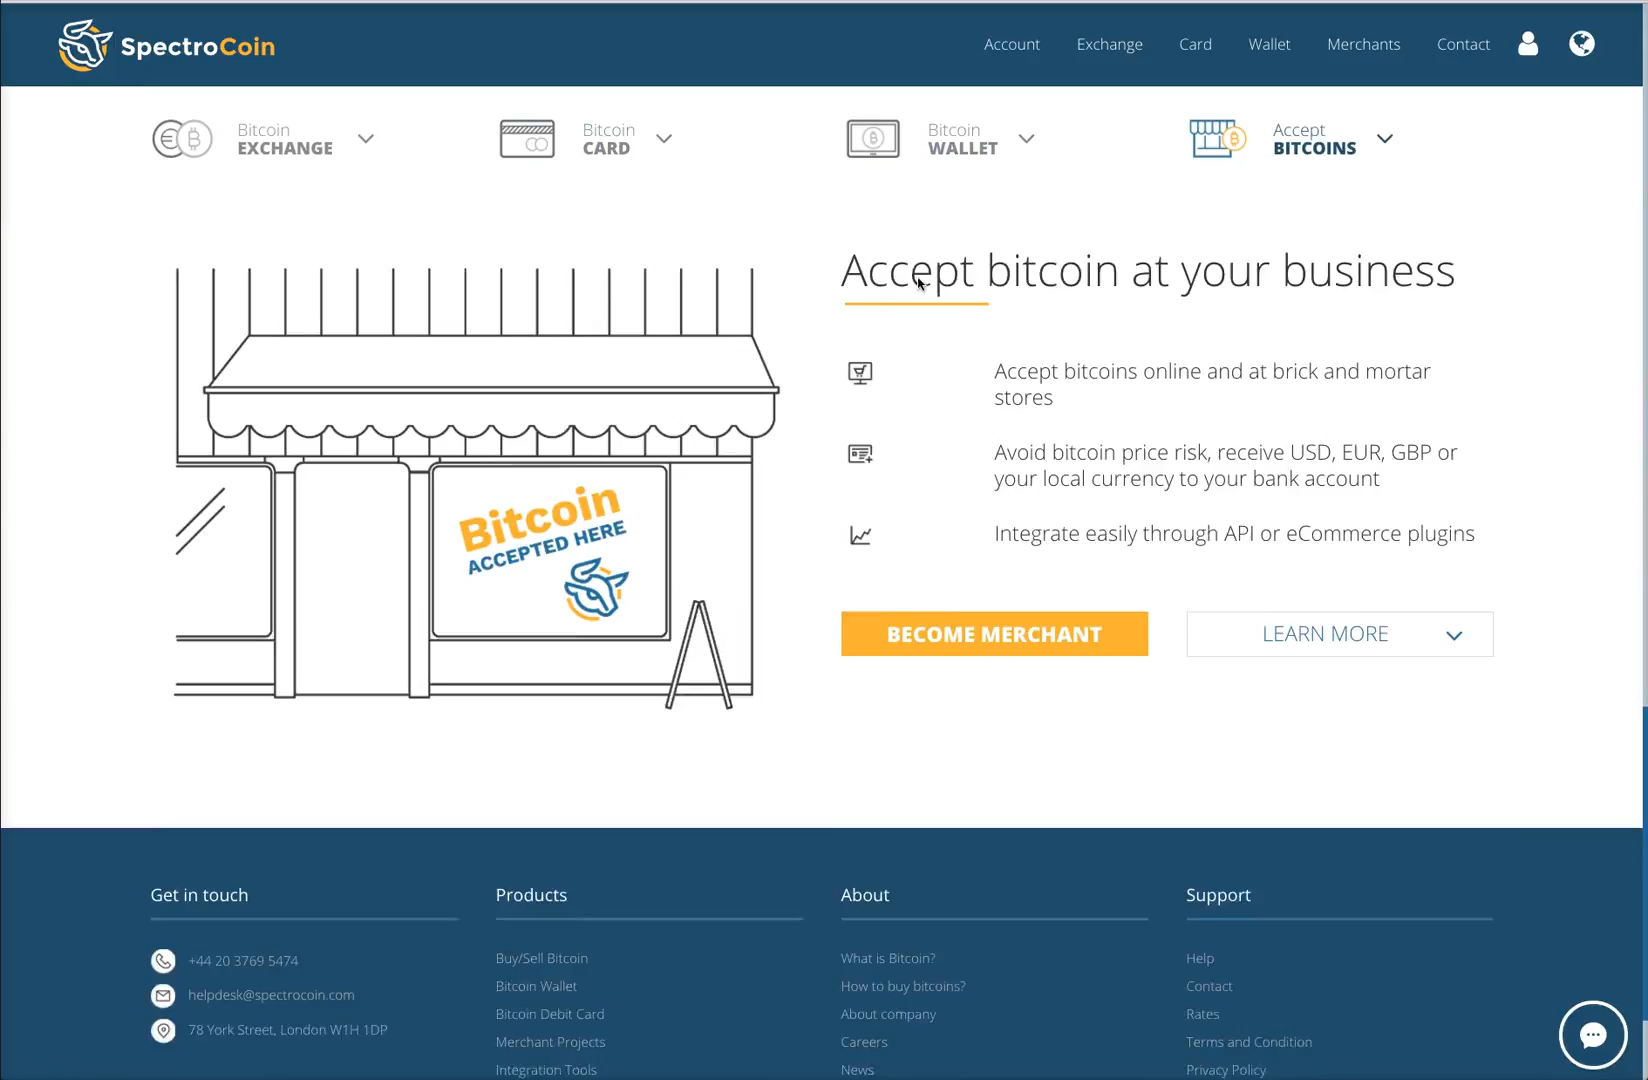 SpectroCoin
Account Exchange Card Wallet Merchants Contact
Bitcoin
EXCHANGE
Bitcoin
CARD
Bitcoin
WALLET
Accept
BITCOINS
Accept bitcoin at your business
Accept bitcoins online and at brick and mortar
stores
Avoid bitcoin price risk, receive USD, EUR, GBP or
your local currency to your bank account
Integrate easily through API or eCommerce plugins
BECOME MERCHANT
LEARN MORE
Bitcoin
ACCEPTED HERE
Get in touch
+44 20 3769 5474
helpdesk@spectrocoin.com
78 York Street, London W1H 1DP
Products
Buy/Sell Bitcoin
Bitcoin Wallet
Bitcoin Debit Card
Merchant Projects
Integration Tools
About
What is Bitcoin?
How to buy bitcoins?
About company
Careers
News
Support
Help
Contact
Rates
Terms and Condition
Privacy Policy